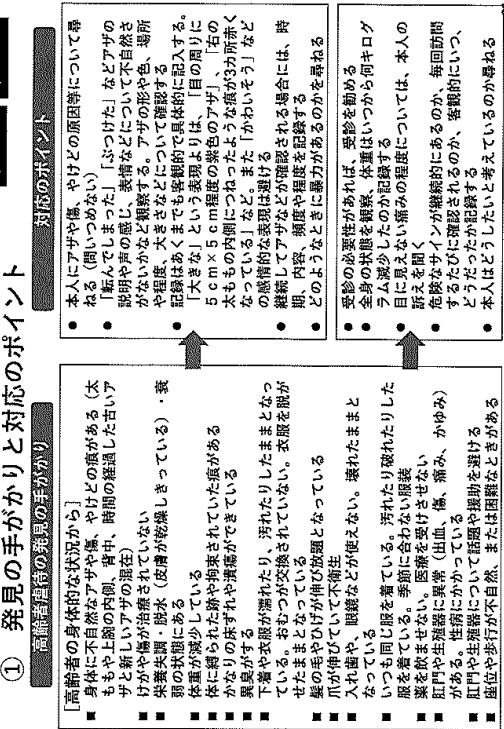 ① 発見の手がかりと対応のポイント
高齢者虐待の発見の手がかり
[高齢者の身体的な状況から]
■ 身体に不自然なアザや傷、やけどの痕がある（太
ももや上腕の内側、背中、時間の経過した古いア
ザと新しいアザの混在）
■ けがや傷が治療されていない
■ 栄養失調・脱水（皮膚が乾燥しきっている）・衰
弱の状態にある
■ 体重が減少している
■ 体に縛られた跡や拘束されていた痕がある
■ かなりの床ずれや潰瘍ができている
■ 異臭がする
■ 下着や衣服が濡れたり、汚れたりしたままとなっ
ている。おむつが交換されていない。衣服を脱が
せたままとなっている
■ 髪の毛やひげが伸び放題となっている
■ 爪が伸びていて不衛生
■ 入れ歯や、眼鏡などが使えない。壊れたままと
なっている
■ いつも同じ服を着ている。汚れたり破れたりした
服を着ている。季節に合わない服装
■ 薬を飲ませない。医療を受けさせない
■ 肛門や生殖器に異常（出血、傷、痛み、かゆみ）
がある。性病にかかっている
■ 肛門や生殖器について話題や援助を避ける
■ 座位や歩行が不自然、または困難なときがある
対応のポイント
● 本人にアザや傷、やけどの原因等について尋
ねる（問いつめない）
● 「転んでしまった」「ぶつけた」などアザの
説明や声の感じ、表情などについて不自然さ
がないかなど観察する。アザの形や色、場所
や程度、大きさなどについて確認する
● 記録はあくまでも客観的で具体的に記入する。
「大きな」という表現よりは、「目の周りに
５ｃｍ×５ｃｍ程度の紫色のアザ」、「右の
太ももの内側につねったような痕が3カ所赤く
なっている」など。また「かわいそう」など
の感情的な表現は避ける
● 継続してアザなどが確認される場合には、時
期、内容、頻度や程度を記録する
● どのようなときに暴力があるのかを尋ねる
● 受診の必要性があれば、受診を勧める
● 全身の状態を観察、体重はいつから何キログ
ラム減少したのか記録する
● 目に見えない痛みの程度については、本人の
訴えを聞く
● 危険なサインが継続的にあるのか、毎回訪問
するたびに確認されるのか、客観的にいつ、
どうだったか記録する
● 本人はどうしたいと考えているのか尋ねる